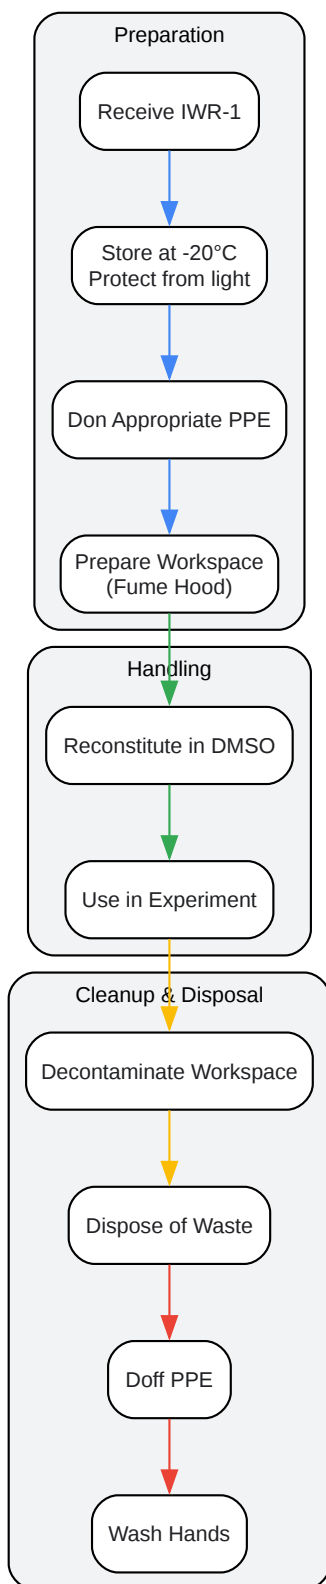 Preparation
Receive IWR-1
Store at -20°C
Protect from light
Don Appropriate PPE
Prepare Workspace
(Fume Hood)
Handling
Reconstitute in DMSO
Use in Experiment
Cleanup & Disposal
Decontaminate Workspace
Dispose of Waste
Doff PPE
Wash Hands